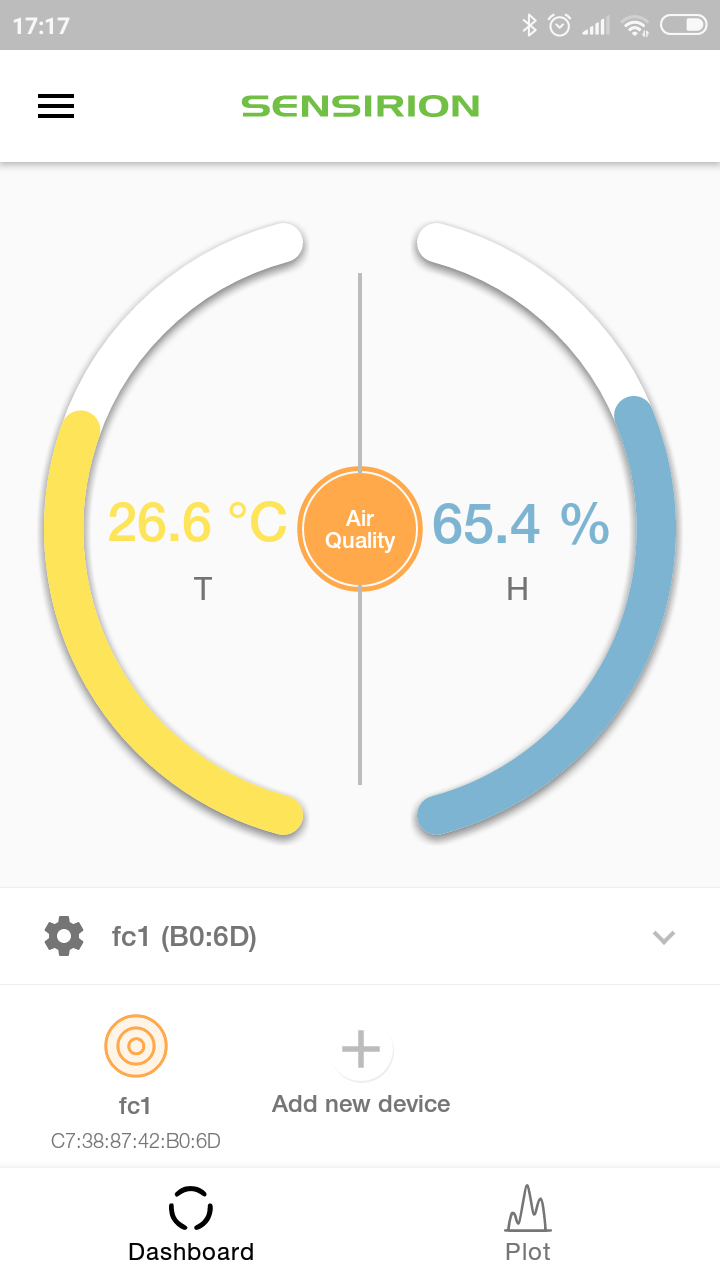 17:17
SENSIRION
26.6 °C
T
Air
Quality
65.4 %
H
fc1 (B0:6D)
fc1
C7:38:87:42:B0:6D
Add new device
Dashboard
Plot